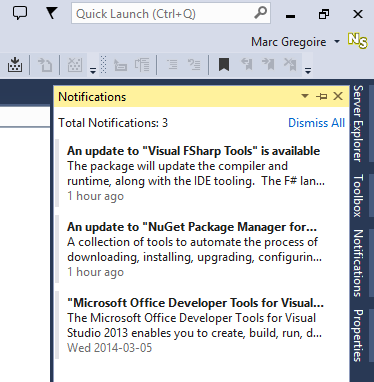 Quick Launch (Ctrl+Q)
Marc Gregoire
NS
Notifications
Total Notifications: 3 Dismiss All
An update to "Visual FSharp Tools" is available
The package will update the compiler and
runtime, along with the IDE tooling. The F# lan...
1 hour ago
An update to "NuGet Package Manager for...
A collection of tools to automate the process of
downloading, installing, upgrading, configurin...
1 hour ago
"Microsoft Office Developer Tools for Visual...
The Microsoft Office Developer Tools for Visual
Studio 2013 enables you to create, build, run, d...
Wed 2014-03-05
Server Explorer
Toolbox
Notifications
Properties